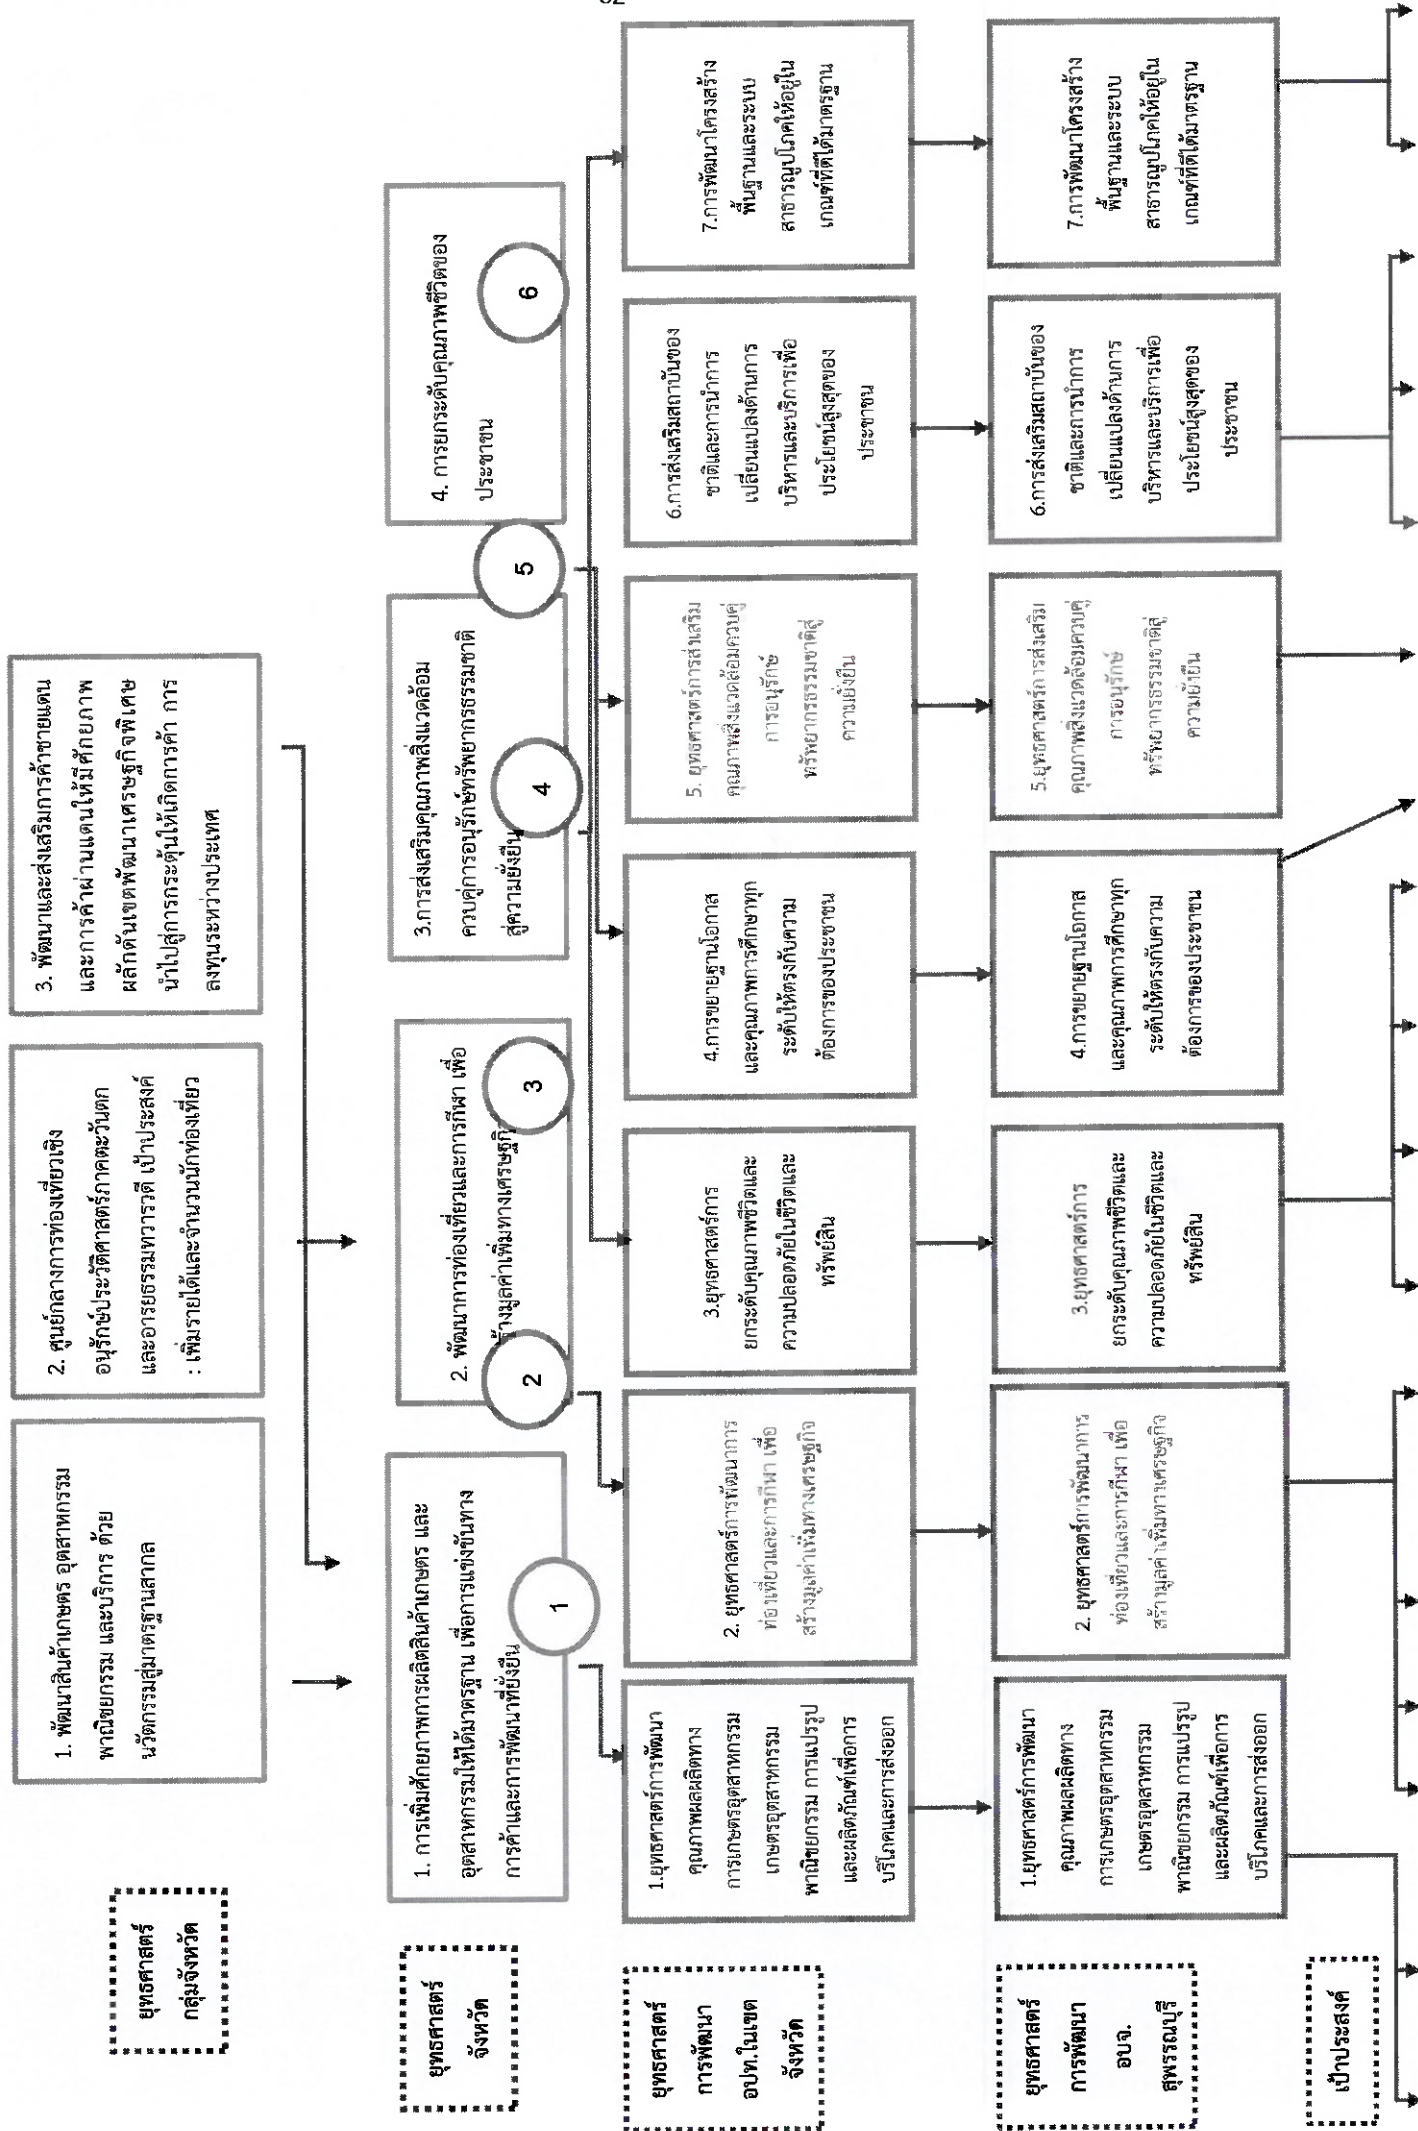 ยุทธศาสตร์
กลุ่มจังหวัด
1. พัฒนาสินค้าเกษตร อุตสาหกรรม
พาณิชยกรรม และบริการ ด้วย
นวัตกรรมสู่มาตรฐานสากล
2. ศูนย์กลางการท่องเที่ยวเชิง
อนุรักษ์ประวัติศาสตร์ภาคตะวันตก
และอารยธรรมทวารวดี เป้าประสงค์
: เพิ่มรายได้และจำนวนนักท่องเที่ยว
3. พัฒนาและส่งเสริมการค้าชายแดน
และการค้าผ่านแดนให้มีศักยภาพ
ผลักดันเขตพัฒนาเศรษฐกิจพิเศษ
นำไปสู่การกระตุ้นให้เกิดการค้า การ
ลงทุนระหว่างประเทศ
ยุทธศาสตร์
จังหวัด
1. การเพิ่มศักยภาพการผลิตสินค้าเกษตร และ
อุตสาหกรรมให้ได้มาตรฐาน เพื่อการแข่งขันทาง
การค้าและการพัฒนาที่ยั่งยืน
1
2. พัฒนาการท่องเที่ยวและการกีฬา เพื่อ
สร้างมูลค่าเพิ่มทางเศรษฐกิจ
2
3
3.การส่งเสริมคุณภาพสิ่งแวดล้อม
ควบคู่การอนุรักษ์ทรัพยากรธรรมชาติ
สู่ความยั่งยืน
4
5
4. การยกระดับคุณภาพชีวิตของ
ประชาชน
6
ยุทธศาสตร์
การพัฒนา
อปท.ในเขต
จังหวัด
1.ยุทธศาสตร์การพัฒนา
คุณภาพผลผลิตทาง
การเกษตรอุตสาหกรรม
เกษตรอุตสาหกรรม
พาณิชยกรรม การแปรรูป
และผลิตภัณฑ์เพื่อการ
บริโภคและการส่งออก
2. ยุทธศาสตร์การพัฒนาการ
ท่องเที่ยวและการกีฬา เพื่อ
สร้างมูลค่าเพิ่มทางเศรษฐกิจ
3.ยุทธศาสตร์การ
ยกระดับคุณภาพชีวิตและ
ความปลอดภัยในชีวิตและ
ทรัพย์สิน
4.การขยายฐานโอกาส
และคุณภาพการศึกษาทุก
ระดับให้ตรงกับความ
ต้องการของประชาชน
5. ยุทธศาสตร์การส่งเสริม
คุณภาพสิ่งแวดล้อมควบคู่
การอนุรักษ์
ทรัพยากรธรรมชาติสู่
ความยั่งยืน
6.การส่งเสริมสถาบันของ
ชาติและการนำการ
เปลี่ยนแปลงด้านการ
บริหารและบริการเพื่อ
ประโยชน์สูงสุดของ
ประชาชน
7.การพัฒนาโครงสร้าง
พื้นฐานและระบบ
สาธารณูปโภคให้อยู่ใน
เกณฑ์ที่ดีได้มาตรฐาน
ยุทธศาสตร์
การพัฒนา
อบจ.
สุพรรณบุรี
1.ยุทธศาสตร์การพัฒนา
คุณภาพผลผลิตทาง
การเกษตรอุตสาหกรรม
เกษตรอุตสาหกรรม
พาณิชยกรรม การแปรรูป
และผลิตภัณฑ์เพื่อการ
บริโภคและการส่งออก
2. ยุทธศาสตร์การพัฒนาการ
ท่องเที่ยวและการกีฬา เพื่อ
สร้างมูลค่าเพิ่มทางเศรษฐกิจ
3.ยุทธศาสตร์การ
ยกระดับคุณภาพชีวิตและ
ความปลอดภัยในชีวิตและ
ทรัพย์สิน
4.การขยายฐานโอกาส
และคุณภาพการศึกษาทุก
ระดับให้ตรงกับความ
ต้องการของประชาชน
5.ยุทธศาสตร์การส่งเสริม
คุณภาพสิ่งแวดล้อมควบคู่
การอนุรักษ์
ทรัพยากรธรรมชาติสู่
ความยั่งยืน
6.การส่งเสริมสถาบันของ
ชาติและการนำการ
เปลี่ยนแปลงด้านการ
บริหารและบริการเพื่อ
ประโยชน์สูงสุดของ
ประชาชน
7.การพัฒนาโครงสร้าง
พื้นฐานและระบบ
สาธารณูปโภคให้อยู่ใน
เกณฑ์ที่ดีได้มาตรฐาน
เป้าประสงค์